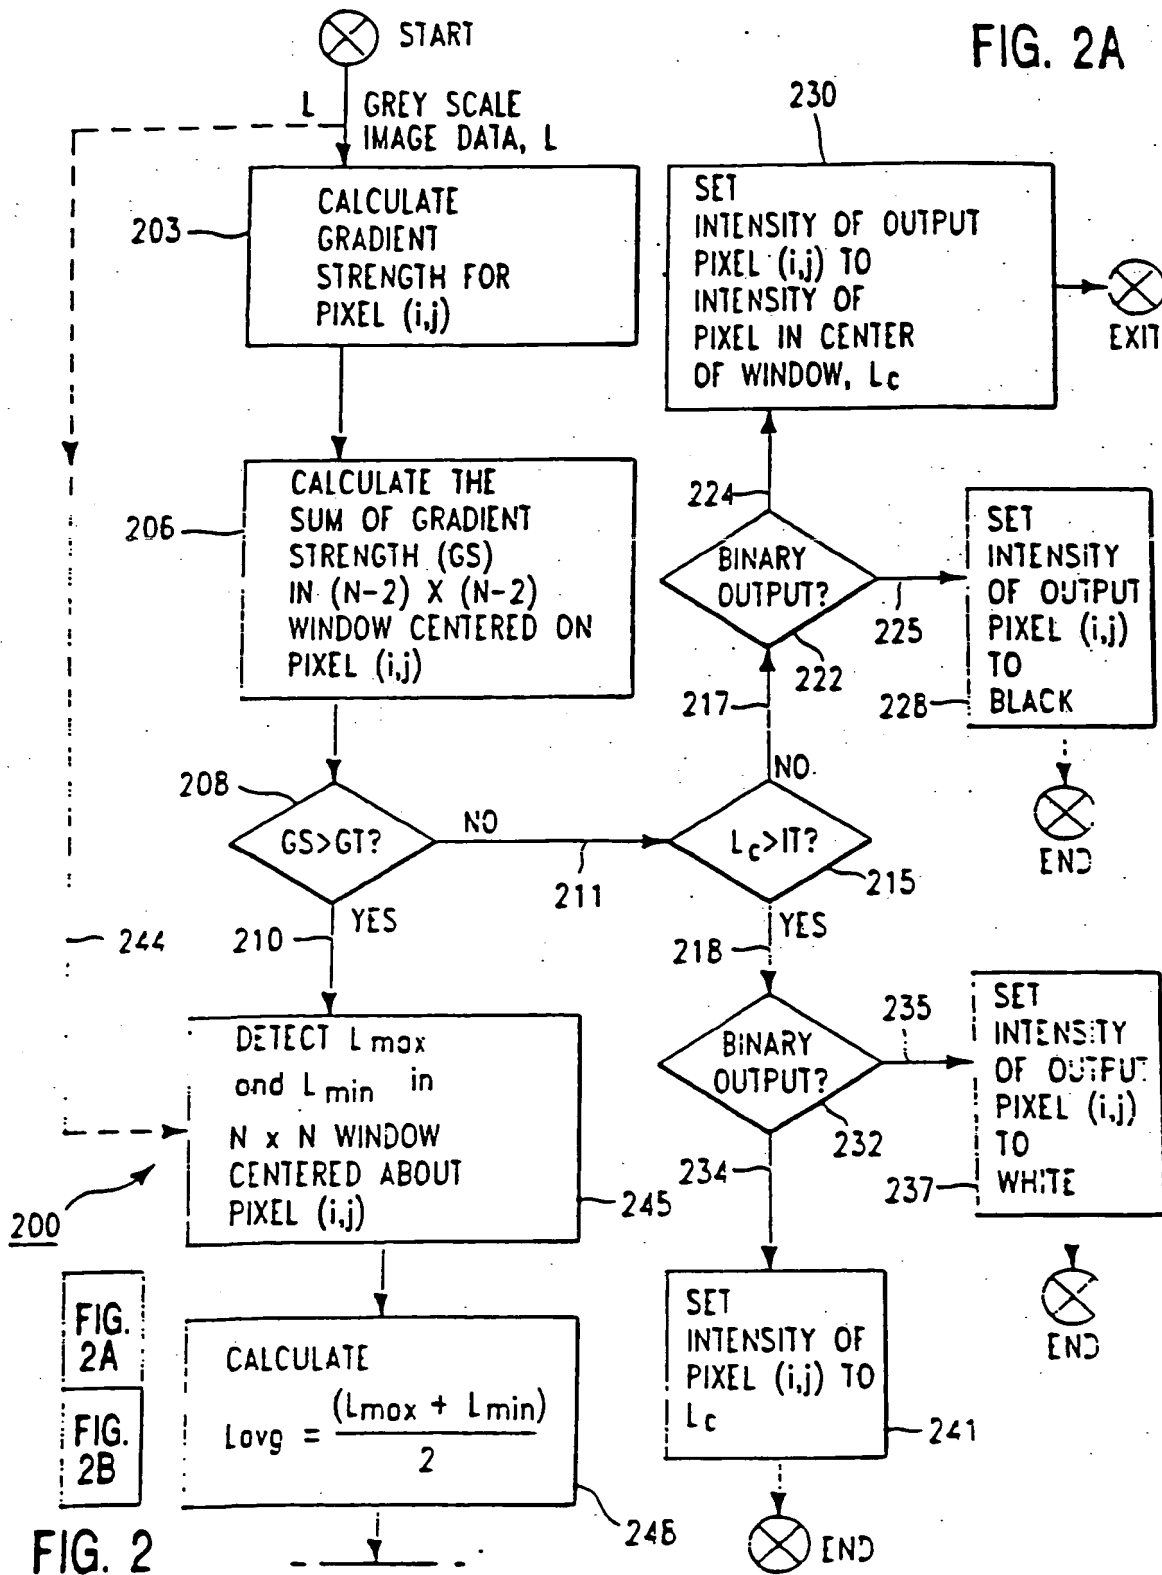 START
FIG. 2A
L
GREY SCALE
IMAGE DATA, L
230
203
CALCULATE
GRADIENT
STRENGTH FOR
PIXEL (i,j)
SET
INTENSITY OF OUTPUT
PIXEL (i,j) TO
INTENSITY OF
PIXEL IN CENTER
OF WINDOW, Lc
EXIT
206
CALCULATE THE
SUM OF GRADIENT
STRENGTH (GS)
IN (N-2) X (N-2)
WINDOW CENTERED ON
PIXEL (i,j)
224
BINARY
OUTPUT?
225
222
217
SET
INTENSITY
OF OUTPUT
PIXEL (i,j)
TO
BLACK
228
END
208
GS>GT?
NO
211
NO
Lc>IT?
215
YES
210
YES
218
244
DETECT Lmax
and Lmin in
N x N WINDOW
CENTERED ABOUT
PIXEL (i,j)
245
200
BINARY
OUTPUT?
235
232
234
SET
INTENSITY
OF OUTPUT
PIXEL (i,j)
TO
WHITE
237
END
FIG.
2A
FIG.
2B
FIG. 2
CALCULATE
Lavg = (Lmax + Lmin)
2
248
SET
INTENSITY OF
PIXEL (i,j) TO
Lc
241
END